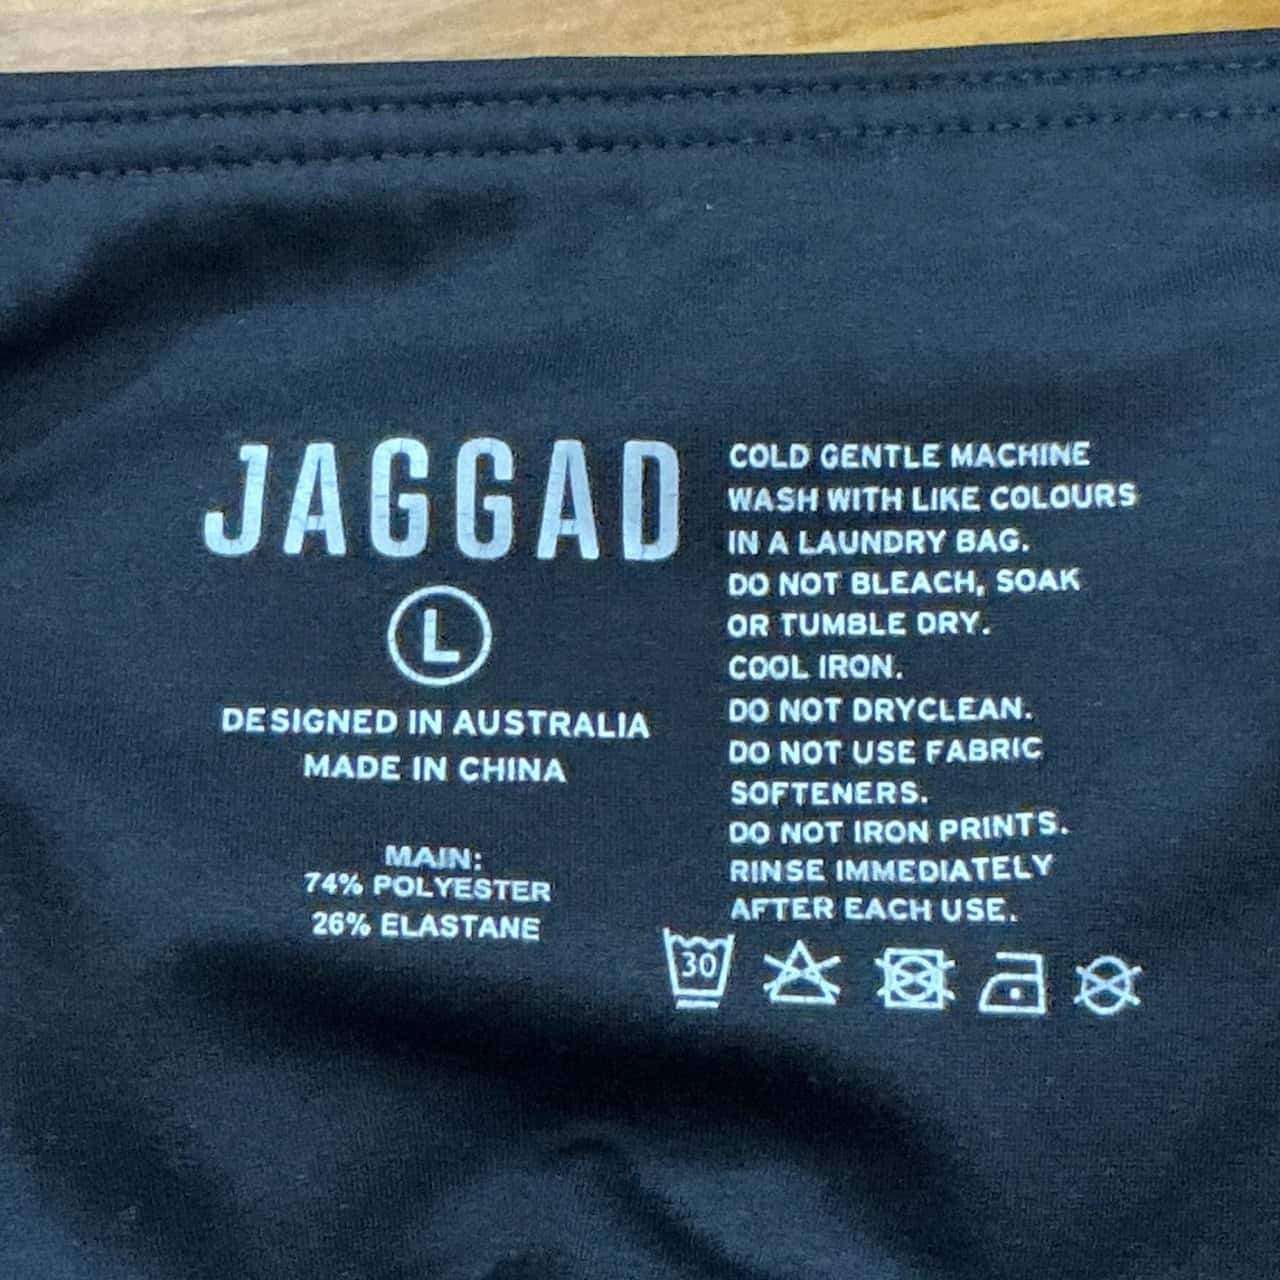 JAGGAD
L
DESIGNED IN AUSTRALIA
MADE IN CHINA
MAIN:
74% POLYESTER
26% ELASTANE
COLD GENTLE MACHINE
WASH WITH LIKE COLOURS
IN A LAUNDRY BAG.
DO NOT BLEACH, SOAK
OR TUMBLE DRY.
COOL IRON.
DO NOT DRYCLEAN.
DO NOT USE FABRIC
SOFTENERS.
DO NOT IRON PRINTS.
RINSE IMMEDIATELY
AFTER EACH USE.
30